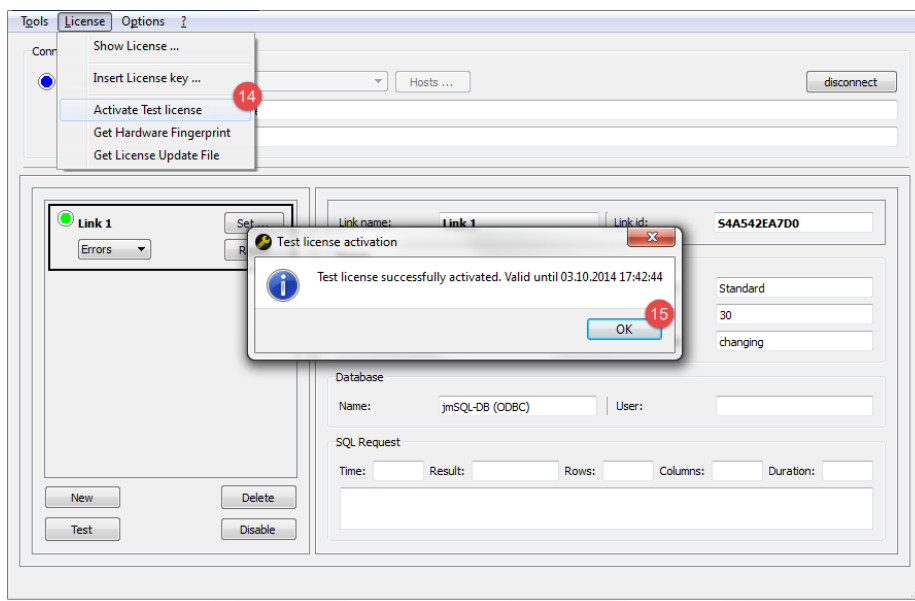 Tools License Options ?
Show License ...
Insert License key ...
14
Activate Test license
Get Hardware Fingerprint
Get License Update File
Conn
Hosts ...
disconnect
Link 1
Set ...
Errors
R
Link name: Link 1 Link id: S4A542EA7D0
Test license activation
Test license successfully activated. Valid until 03.10.2014 17:42:44
15
OK
Standard
30
changing
Database
Name: jmSQL-DB (ODBC) User:
SQL Request
Time: Result: Rows: Columns: Duration:
New Delete
Test Disable